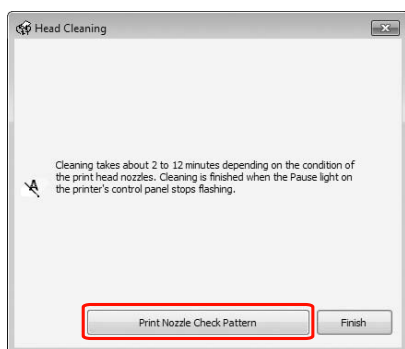 Head Cleaning
Cleaning takes about 2 to 12 minutes depending on the condition of
the print head nozzles. Cleaning is finished when the Pause light on
the printer's control panel stops flashing.
Print Nozzle Check Pattern
Finish